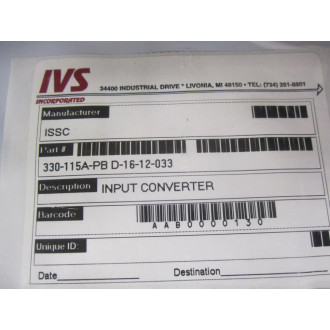 IVS
INCORPORATED
34400 INDUSTRIAL DRIVE * LIVONIA, MI 48150 • TEL: (734) 261-8801
Manufacturer
ISSC
Part #
330-115A-PB D-16-12-033
Description
INPUT CONVERTER
Barcode
AAB0000130
Unique ID:
Date Destination